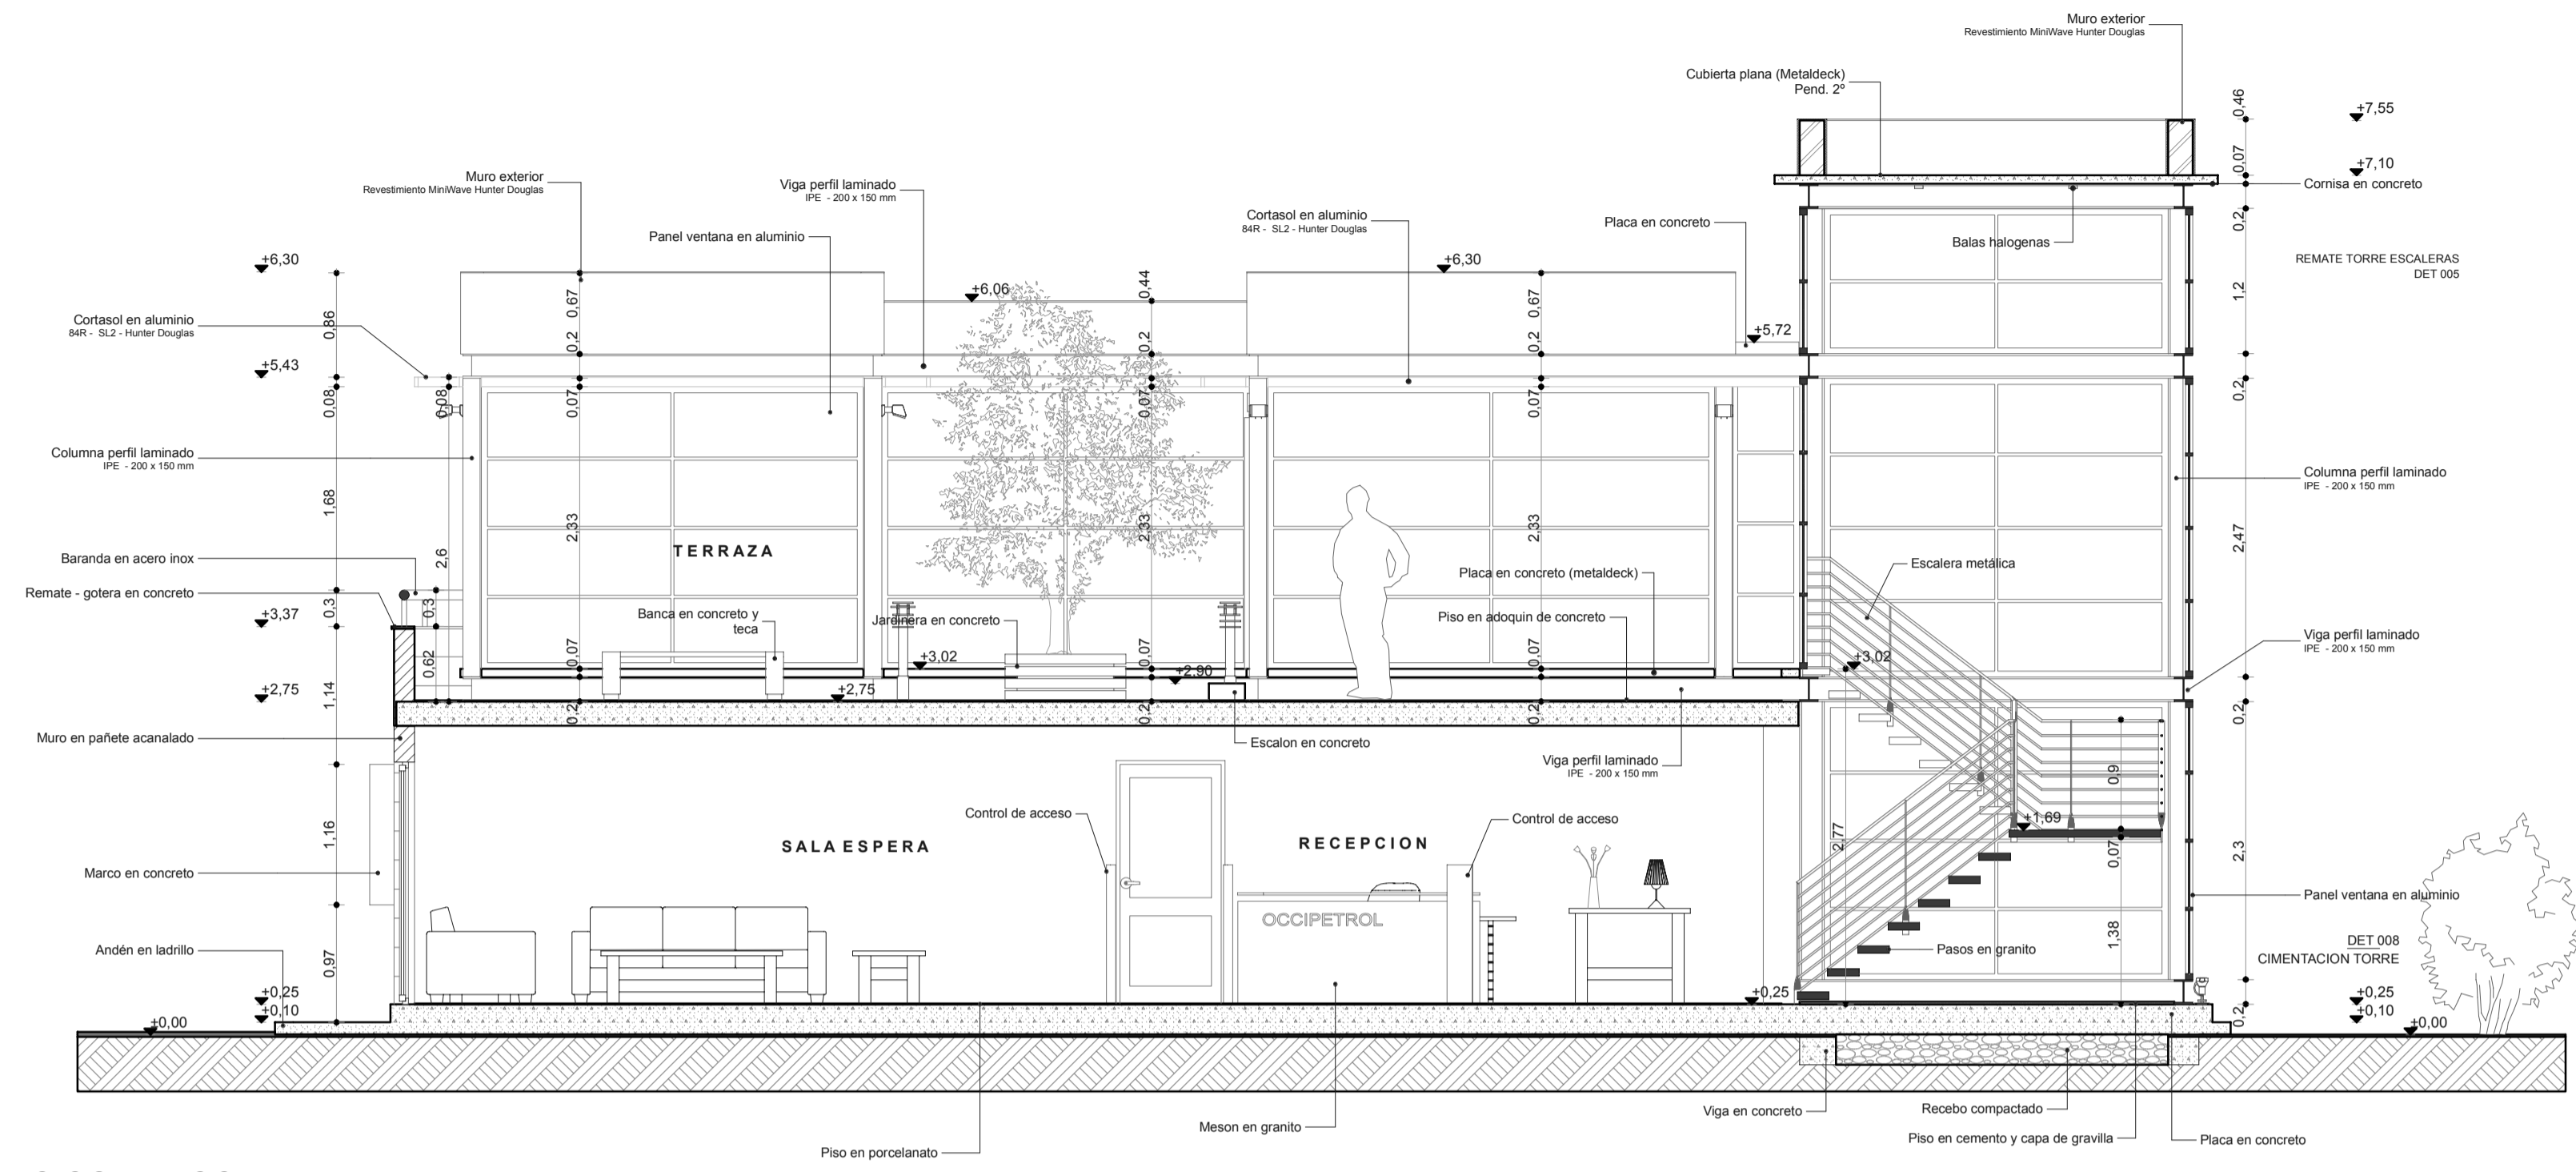 Muro exterior
Revestimiento MiniWave Hunter Douglas
Cubierta plana (Metaldeck)
Pend. 2º
0,46
+7,55
0,07
+7,10
Cornisa en concreto
Muro exterior
Revestimiento MiniWave Hunter Douglas
Viga perfil laminado
IPE - 200 x 150 mm
Panel ventana en aluminio
Cortasol en aluminio
84R - SL2 - Hunter Douglas
Placa en concreto
Balas halogenas
0,2
REMATE TORRE ESCALERAS
DET 005
1,2
+6,30
+6,30
+6,06
0,44
0,67
0,67
0,86
0,2
0,2
0,2
+5,72
Cortasol en aluminio
84R - SL2 - Hunter Douglas
+5,43
0,08
0,08
0,07
0,07
0,07
0,2
Columna perfil laminado
IPE - 200 x 150 mm
Columna perfil laminado
IPE - 200 x 150 mm
1,68
2,6
2,33
2,33
2,33
2,47
TERRAZA
Baranda en acero inox
Escalera metálica
Placa en concreto (metaldeck)
Remate - gotera en concreto
0,3
0,3
+3,37
Banca en concreto y
teca
Jardinera en concreto
Piso en adoquin de concreto
Viga perfil laminado
IPE - 200 x 150 mm
0,62
0,07
+3,02
0,07
+2,90
0,07
+3,02
+2,75
1,14
+2,75
0,2
0,2
0,2
0,2
Muro en pañete acanalado
Escalon en concreto
Viga perfil laminado
IPE - 200 x 150 mm
0,9
Control de acceso
Control de acceso
+1,69
1,16
2,77
0,07
2,3
SALA ESPERA
RECEPCION
Marco en concreto
Panel ventana en aluminio
OCCIPETROL
1,38
Andén en ladrillo
0,97
Pasos en granito
DET 008
CIMENTACION TORRE
+0,25
+0,10
+0,00
+0,25
0,2
+0,25
+0,10
+0,00
Viga en concreto
Recebo compactado
Meson en granito
Piso en cemento y capa de gravilla
Placa en concreto
Piso en porcelanato